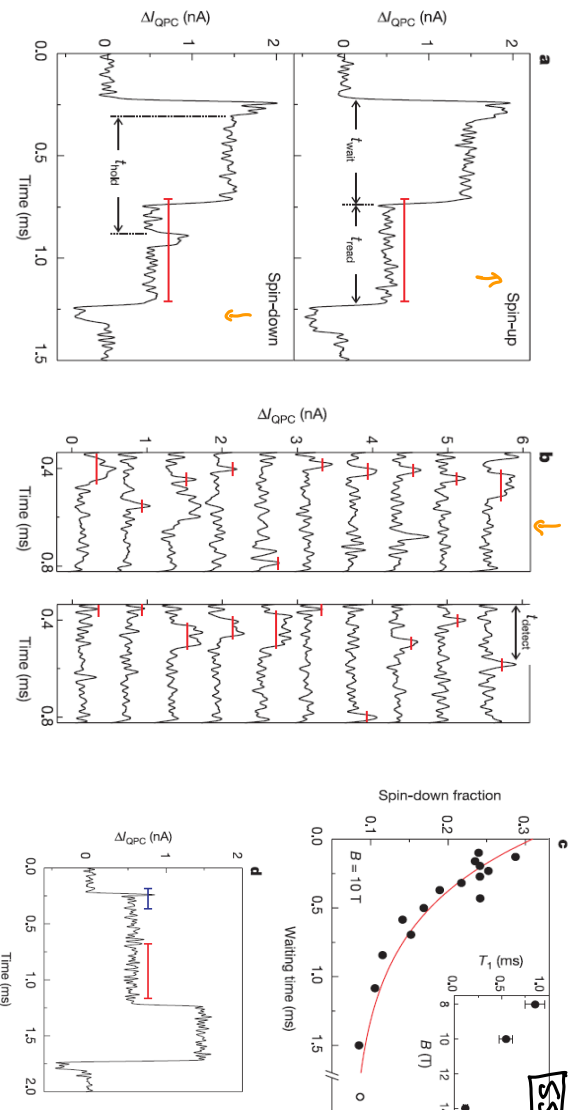 a
ΔI_QPC (nA)
2
1
0
Spin-up
t_wait
t_read
ΔI_QPC (nA)
2
1
0
Spin-down
t_hold
0.0 0.5 1.0 1.5
Time (ms)
b
ΔI_QPC (nA)
6
5
4
3
2
1
0
t_detect
0.4 0.8
0.4 0.8
Time (ms)
Time (ms)
c
Spin-down fraction
0.3
0.2
0.1
B = 10 T
0.0 0.5 1.0 1.5
Waiting time (ms)
T₁ (ms)
1.0
0.5
0.0
8 10 12
B (T)
d
ΔI_QPC (nA)
2
1
0
0.0 0.5 1.0 1.5 2.0
Time (ms)